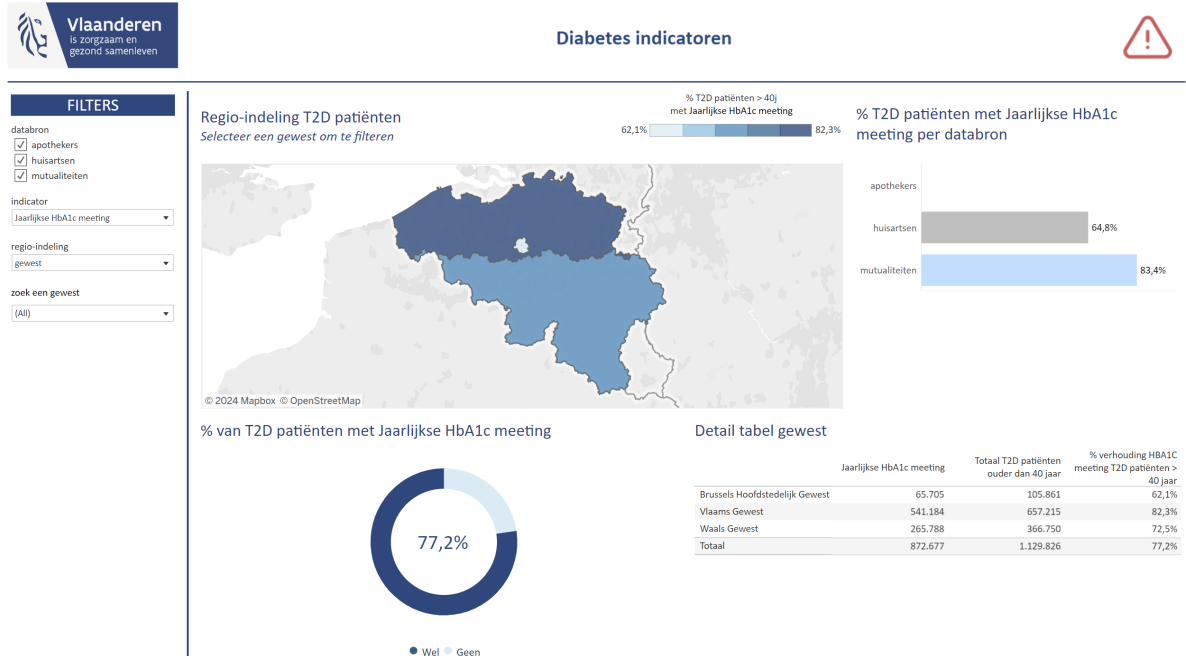 Vlaanderen
is zorgzaam en
gezond samenleven
Diabetes indicatoren
FILTERS
databron
apothekers
huisartsen
mutualiteiten
indicator
Jaarlijkse HbA1c meeting
regio-indeling
gewest
zoek een gewest
(All)
Regio-indeling T2D patiënten
Selecteer een gewest om te filteren
% T2D patiënten > 40j
met Jaarlijkse HbA1c meeting
62,1% 82,3%
© 2024 Mapbox © OpenStreetMap
% T2D patiënten met Jaarlijkse HbA1c
meeting per databron
apothekers
huisartsen 64,8%
mutualiteiten 83,4%
% van T2D patiënten met Jaarlijkse HbA1c meeting
77,2%
Wel Geen
Detail tabel gewest
Jaarlijkse HbA1c meeting
Totaal T2D patiënten
ouder dan 40 jaar
% verhouding HBA1C
meeting T2D patiënten >
40 jaar
Brussels Hoofdstedelijk Gewest 65.705 105.861 62,1%
Vlaams Gewest 541.184 657.215 82,3%
Waals Gewest 265.788 366.750 72,5%
Totaal 872.677 1.129.826 77,2%